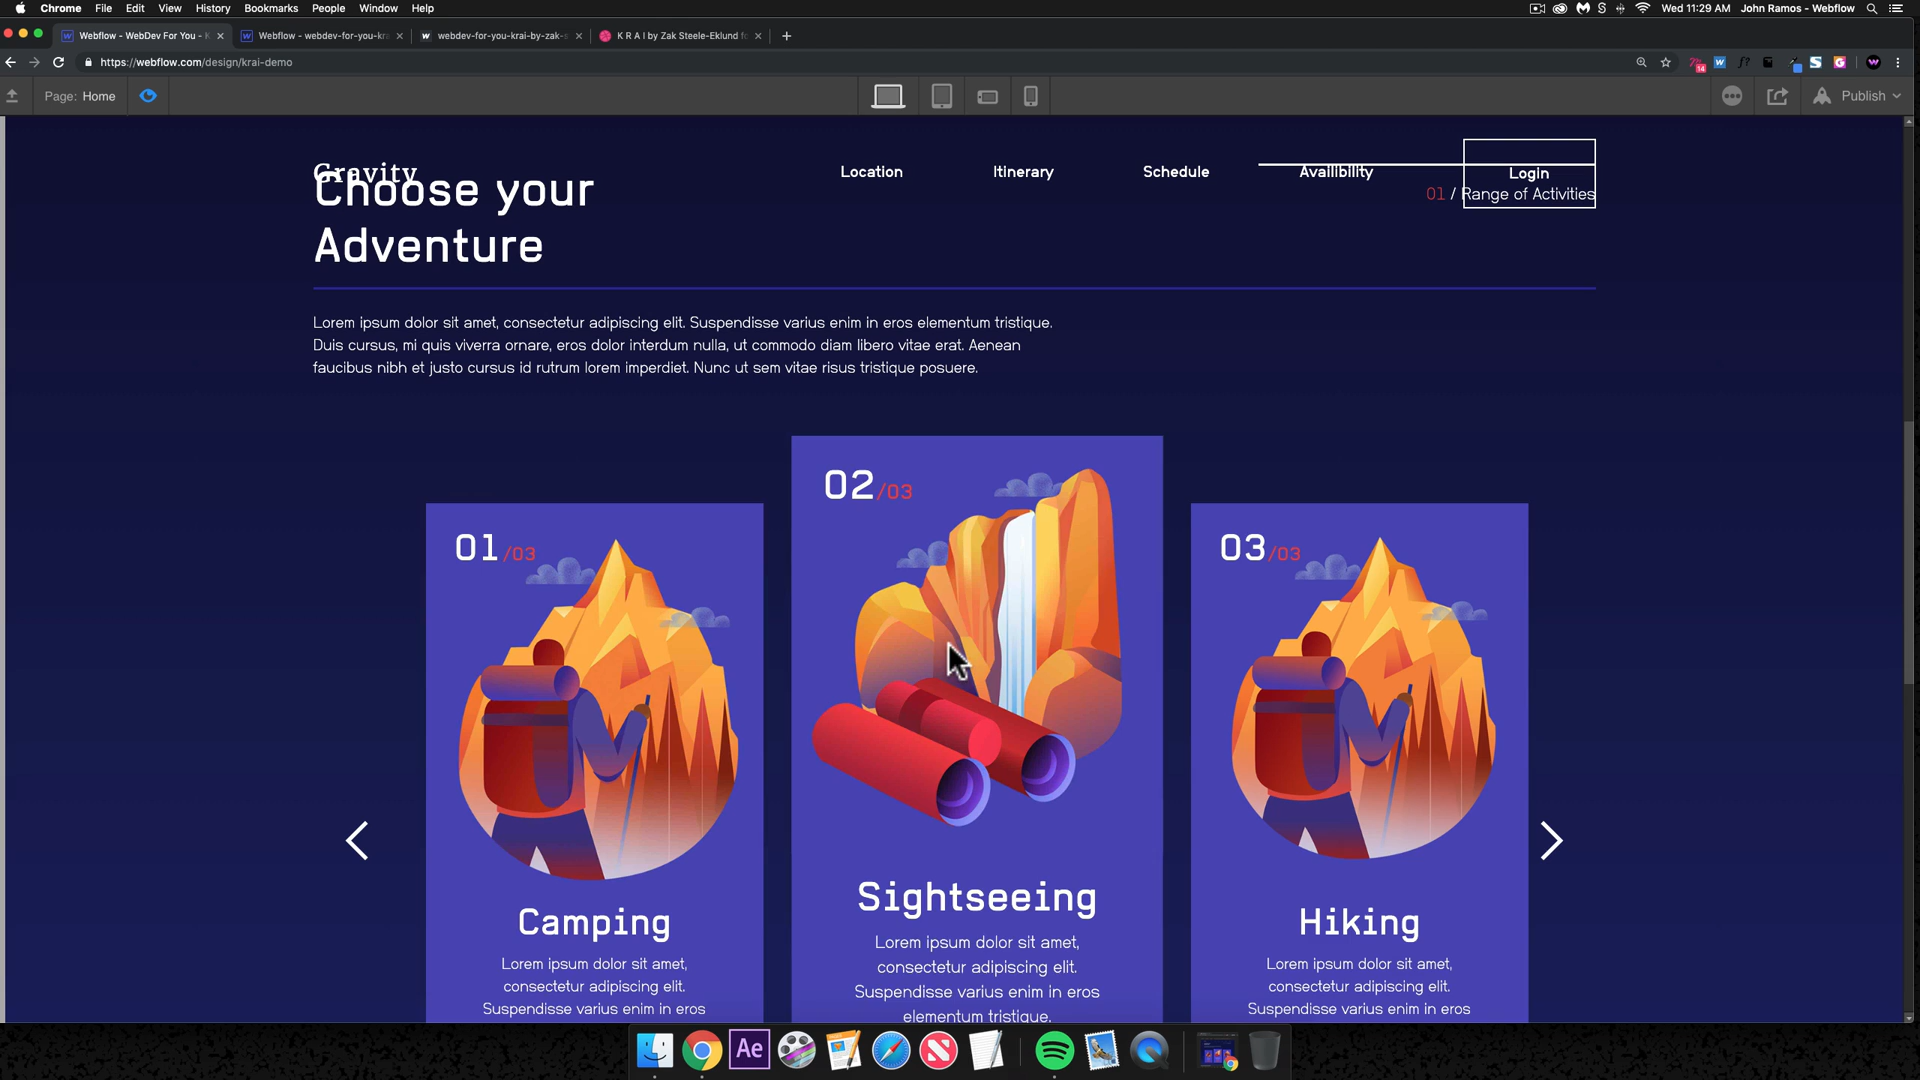 Chrome File Edit View History Bookmarks People Window Help
Wed 11:29 AM John Ramos - Webflow
Webflow - WebDev For You - K
Webflow - webdev-for-you-kra
webdev-for-you-krai-by-zak-s
K R A I by Zak Steele-Eklund fo
https://webflow.com/design/krai-demo
14
Page: Home
Publish
Gravity
Location
Itinerary
Schedule
Availibility
Login
Choose your
Adventure
01 / Range of Activities
Lorem ipsum dolor sit amet, consectetur adipiscing elit. Suspendisse varius enim in eros elementum tristique.
Duis cursus, mi quis viverra ornare, eros dolor interdum nulla, ut commodo diam libero vitae erat. Aenean
faucibus nibh et justo cursus id rutrum lorem imperdiet. Nunc ut sem vitae risus tristique posuere.
01/03
Camping
Lorem ipsum dolor sit amet,
consectetur adipiscing elit.
Suspendisse varius enim in eros
02/03
Sightseeing
Lorem ipsum dolor sit amet,
consectetur adipiscing elit.
Suspendisse varius enim in eros
elementum tristique.
03/03
Hiking
Lorem ipsum dolor sit amet,
consectetur adipiscing elit.
Suspendisse varius enim in eros
Ae